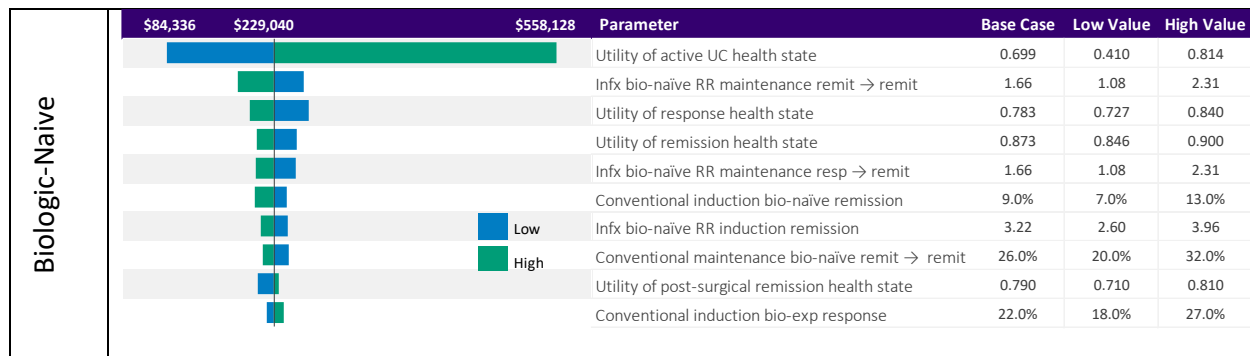 $84,336 $229,040 $558,128 Parameter Base Case Low Value High Value
Utility of active UC health state 0.699 0.410 0.814
Infx bio-naïve RR maintenance remit → remit 1.66 1.08 2.31
Utility of response health state 0.783 0.727 0.840
Utility of remission health state 0.873 0.846 0.900
Infx bio-naïve RR maintenance resp → remit 1.66 1.08 2.31
Conventional induction bio-naïve remission 9.0% 7.0% 13.0%
Low Infx bio-naïve RR induction remission 3.22 2.60 3.96
High Conventional maintenance bio-naïve remit → remit 26.0% 20.0% 32.0%
Utility of post-surgical remission health state 0.790 0.710 0.810
Conventional induction bio-exp response 22.0% 18.0% 27.0%
Biologic-Naive